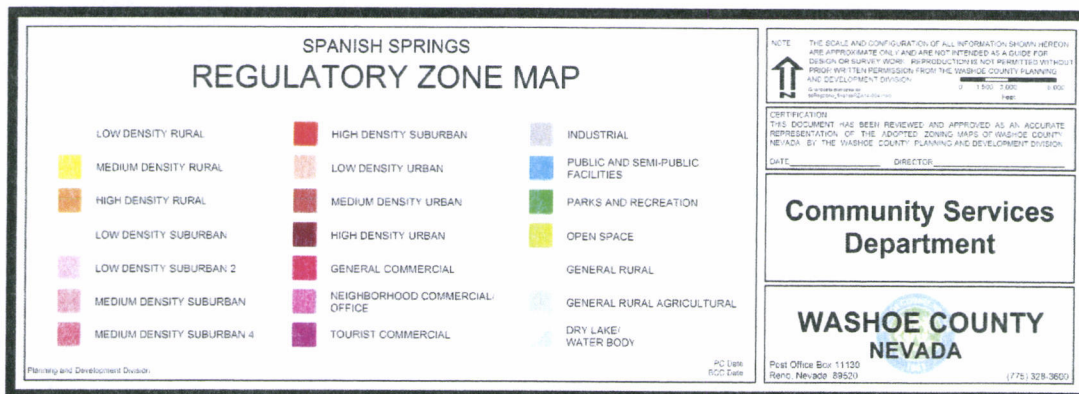 SPANISH SPRINGS
REGULATORY ZONE MAP
LOW DENSITY RURAL
MEDIUM DENSITY RURAL
HIGH DENSITY RURAL
LOW DENSITY SUBURBAN
LOW DENSITY SUBURBAN 2
MEDIUM DENSITY SUBURBAN
MEDIUM DENSITY SUBURBAN 4
HIGH DENSITY SUBURBAN
LOW DENSITY URBAN
MEDIUM DENSITY URBAN
HIGH DENSITY URBAN
GENERAL COMMERCIAL
NEIGHBORHOOD COMMERCIAL/
OFFICE
TOURIST COMMERCIAL
INDUSTRIAL
PUBLIC AND SEMI-PUBLIC
FACILITIES
PARKS AND RECREATION
OPEN SPACE
GENERAL RURAL
GENERAL RURAL AGRICULTURAL
DRY LAKE/
WATER BODY
Planning and Development Division
PC Date
BCC Date
NOTE: THE SCALE AND CONFIGURATION OF ALL INFORMATION SHOWN HEREON
ARE APPROXIMATE ONLY AND ARE NOT INTENDED AS A GUIDE FOR
DESIGN OR SURVEY WORK. REPRODUCTION IS NOT PERMITTED WITHOUT
PRIOR WRITTEN PERMISSION FROM THE WASHOE COUNTY PLANNING
AND DEVELOPMENT DIVISION
N
0 1,500 3,000
Feet
CERTIFICATION:
THIS DOCUMENT HAS BEEN REVIEWED AND APPROVED AS AN ACCURATE
REPRESENTATION OF THE ADOPTED ZONING MAPS OF WASHOE COUNTY
NEVADA BY THE WASHOE COUNTY PLANNING AND DEVELOPMENT DIVISION
DATE DIRECTOR
Community Services
Department
WASHOE COUNTY
NEVADA
Post Office Box 11130
Reno, Nevada 89520
(775) 328-3600